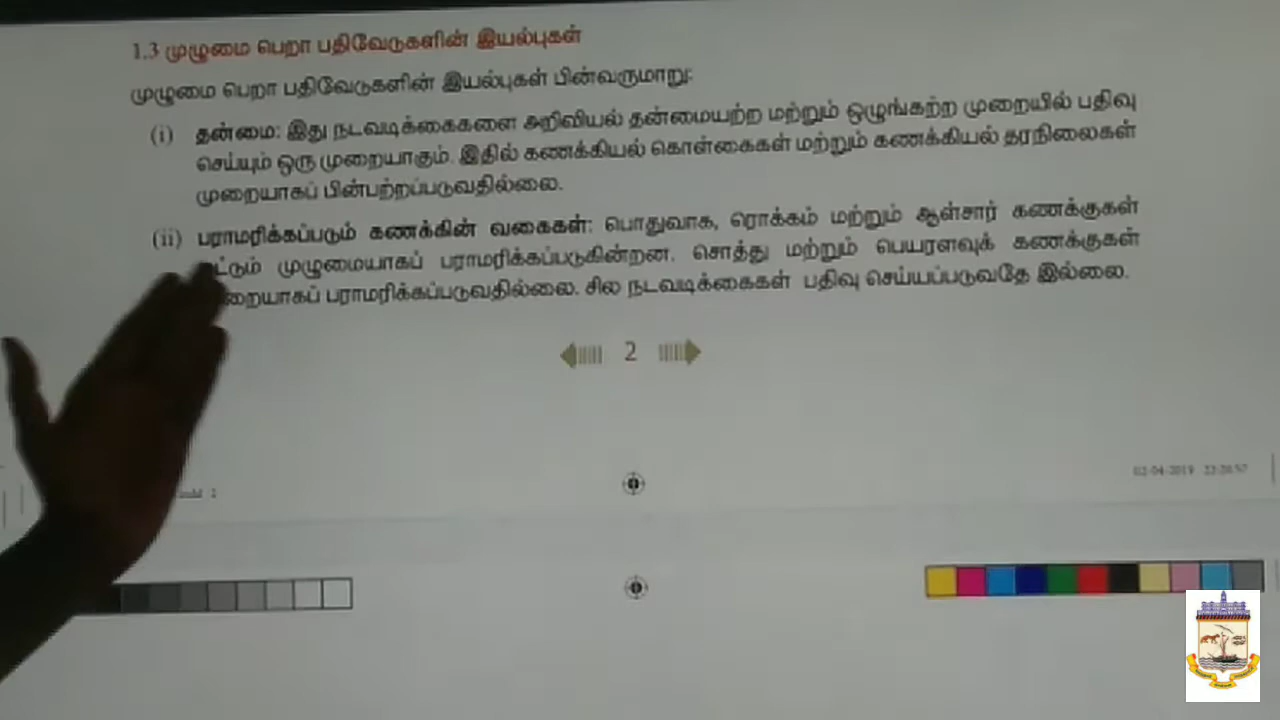 1.3 முழுமை பெறா பதிவேடுகளின் இயல்புகள்
முழுமை பெறா பதிவேடுகளின் இயல்புகள் பின்வருமாறு:
(i) தன்மை: இது நடவடிக்கைகளை அறிவியல் தன்மையற்ற மற்றும் ஒழுங்கற்ற முறையில் பதிவு
செய்யும் ஒரு முறையாகும். இதில் கணக்கியல் கொள்கைகள் மற்றும் கணக்கியல் தரநிலைகள்
முறையாகப் பின்பற்றப்படுவதில்லை.
(ii) பராமரிக்கப்படும் கணக்கின் வகைகள்: பொதுவாக, ரொக்கம் மற்றும் ஆள்சார் கணக்குகள்
முழுமையாகப் பராமரிக்கப்படுகின்றன. சொத்து மற்றும் பெயரளவுக் கணக்குகள்
பராமரிக்கப்படுவதில்லை. சில நடவடிக்கைகள் பதிவு செய்யப்படுவதே இல்லை.
2
02-04-2019